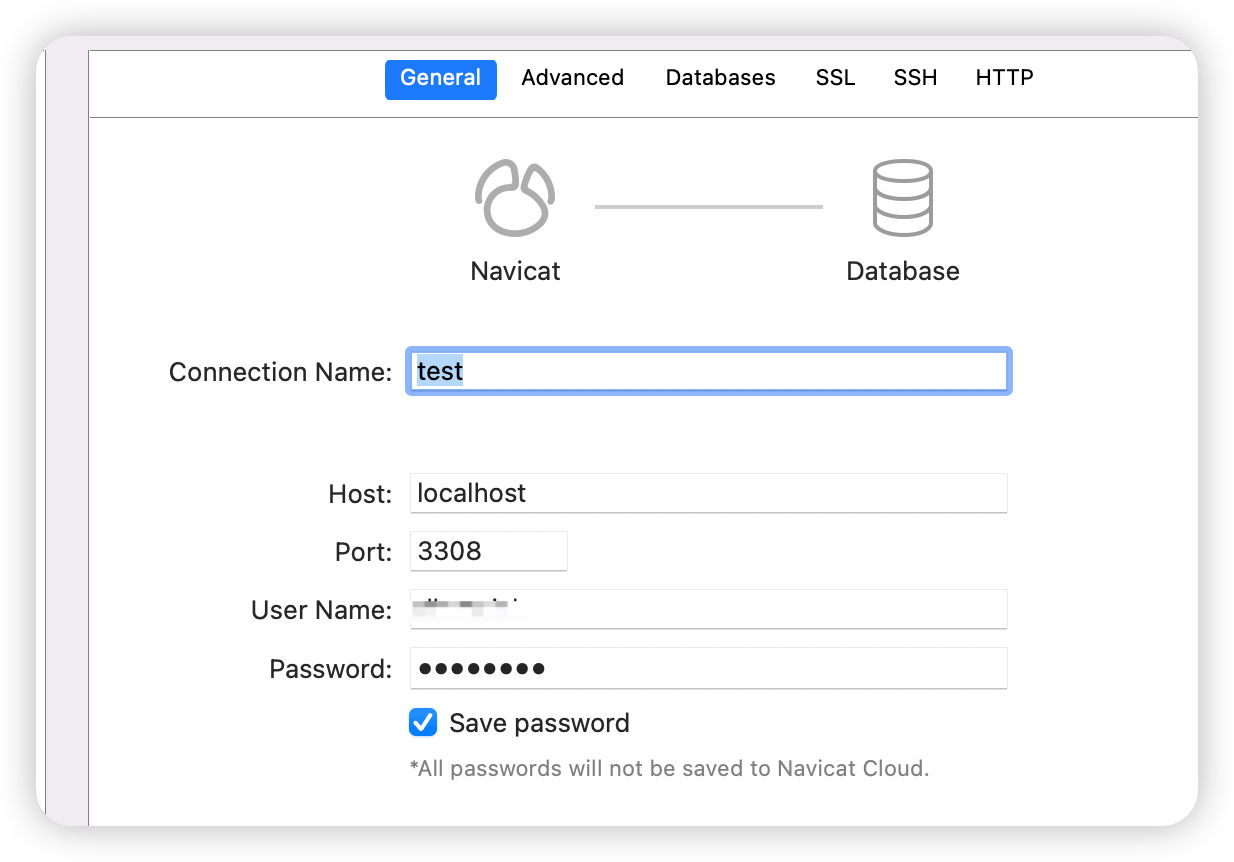 General Advanced Databases SSL SSH HTTP
Navicat Database
Connection Name: test
Host: localhost
Port: 3308
User Name:
Password: ●●●●●●●●
Save password
*All passwords will not be saved to Navicat Cloud.